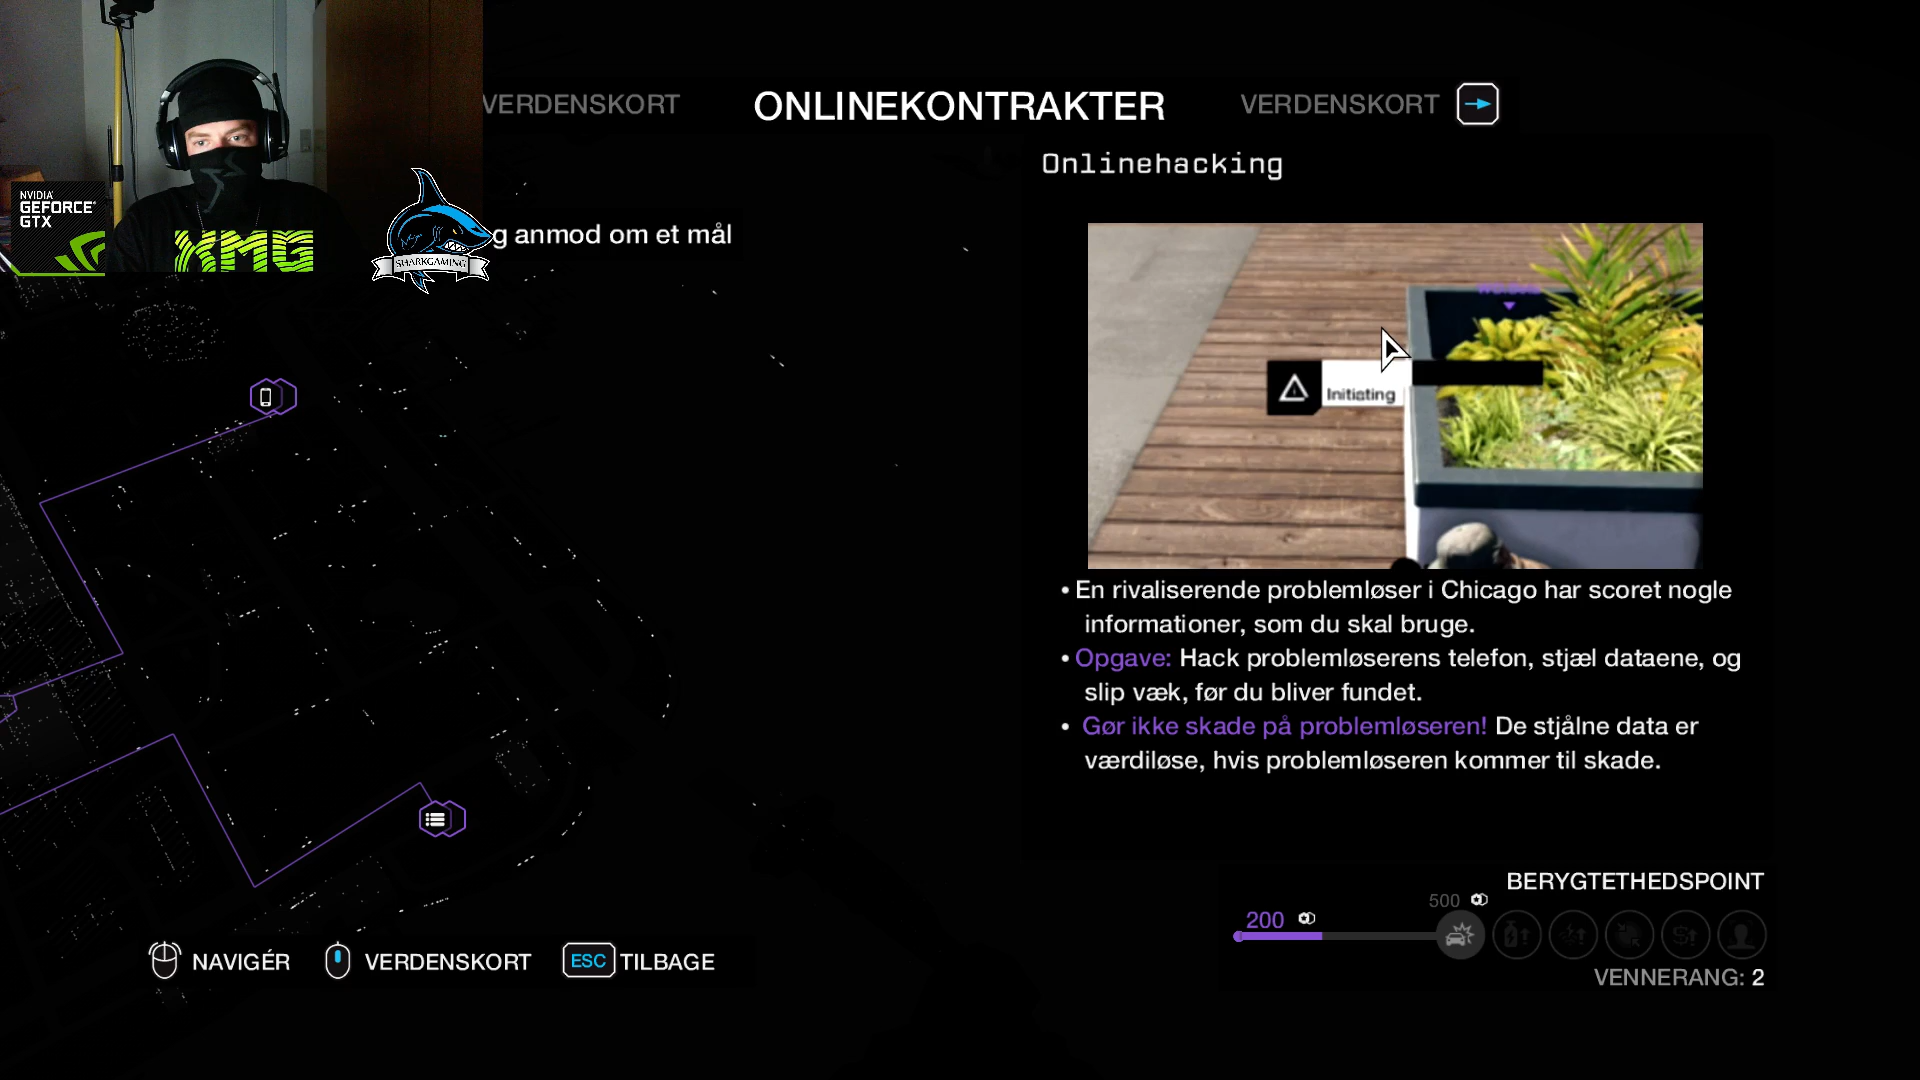 VERDENSKORT
ONLINEKONTRAKTER
VERDENSKORT
Onlinehacking
NVIDIA
GEFORCE
GTX
XMG
SHARKGAMING
g anmod om et mål
Initiating
• En rivaliserende problemløser i Chicago har scoret nogle
informationer, som du skal bruge.
• Opgave: Hack problemløserens telefon, stjæl dataene, og
slip væk, før du bliver fundet.
• Gør ikke skade på problemløseren! De stjålne data er
værdiløse, hvis problemløseren kommer til skade.
BERYGTETHEDSPOINT
500
200
NAVIGÉR
VERDENSKORT
ESC TILBAGE
VENNERANG: 2